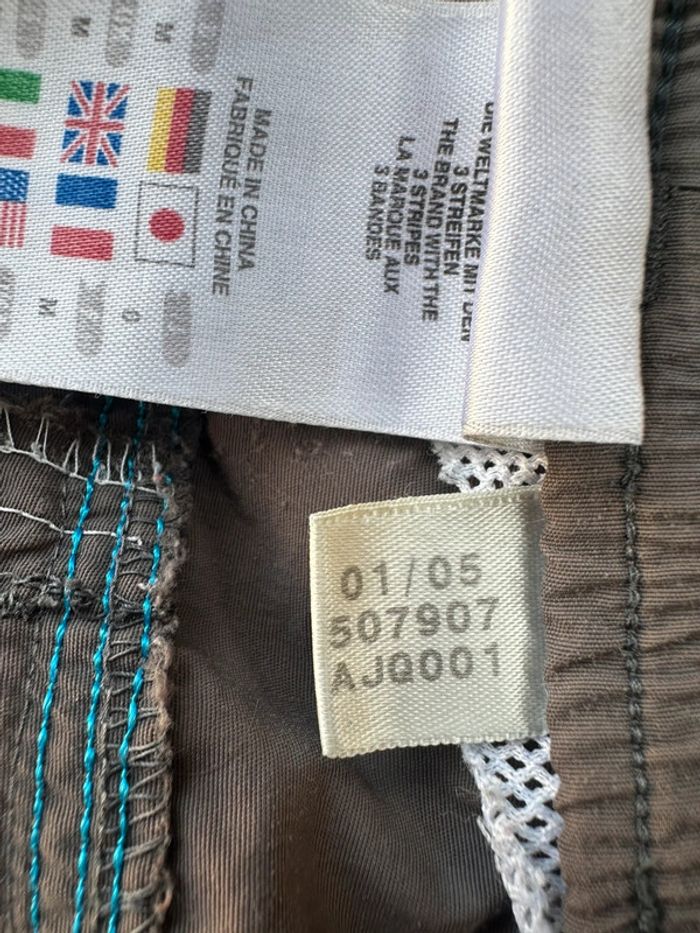 M
M
MADE IN CHINA
FABRIQUÉ EN CHINE
M
DIE WELTMARKE MIT DEN
3 STREIFEN
THE BRAND WITH THE
3 STRIPES
LA MARQUE AUX
3 BANDES
01/05
507907
AJQ001